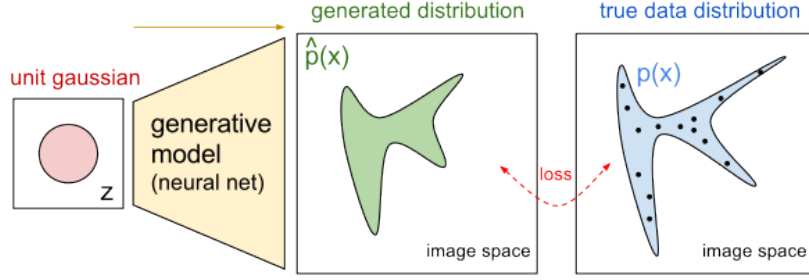 generated distribution
true data distribution
unit gaussian
z
generative
model
(neural net)
p̂(x)
image space
loss
p(x)
image space